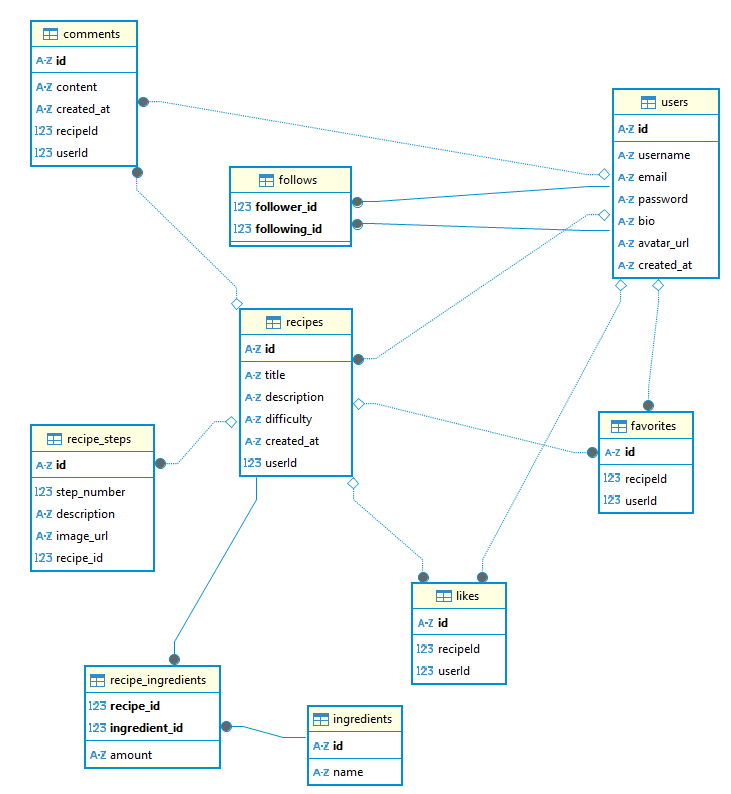 comments
A-Z id
A-Z content
A-Z created_at
123 recipeId
123 userId
users
A-Z id
A-Z username
A-Z email
A-Z password
A-Z bio
A-Z avatar_url
A-Z created_at
follows
123 follower_id
123 following_id
recipes
A-Z id
A-Z title
A-Z description
A-Z difficulty
A-Z created_at
123 userId
recipe_steps
A-Z id
123 step_number
A-Z description
A-Z image_url
123 recipe_id
favorites
A-Z id
123 recipeId
123 userId
likes
A-Z id
123 recipeId
123 userId
recipe_ingredients
123 recipe_id
123 ingredient_id
A-Z amount
ingredients
A-Z id
A-Z name